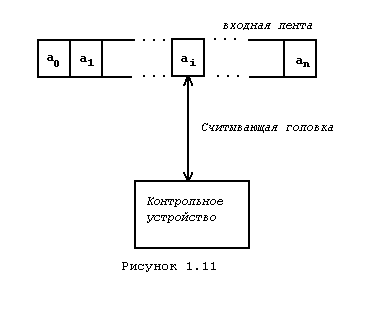 входная лента
a0 a1 . . . ai . . . an
. . . . . .
Считывающая головка
Контрольное
устройство
Рисунок 1.11